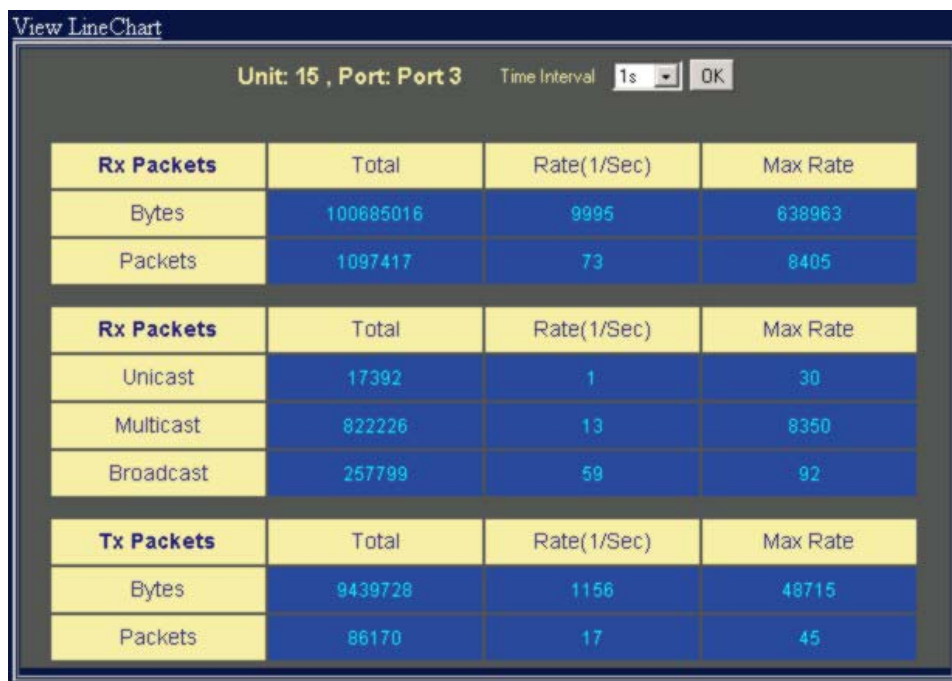 View LineChart
Unit: 15 , Port: Port 3 Time Interval 1s OK
Rx Packets Total Rate(1/Sec) Max Rate
Bytes 100685016 9995 638963
Packets 1097417 73 8405
Rx Packets Total Rate(1/Sec) Max Rate
Unicast 17392 1 30
Multicast 822226 13 8350
Broadcast 257799 59 92
Tx Packets Total Rate(1/Sec) Max Rate
Bytes 9439728 1156 48715
Packets 86170 17 45